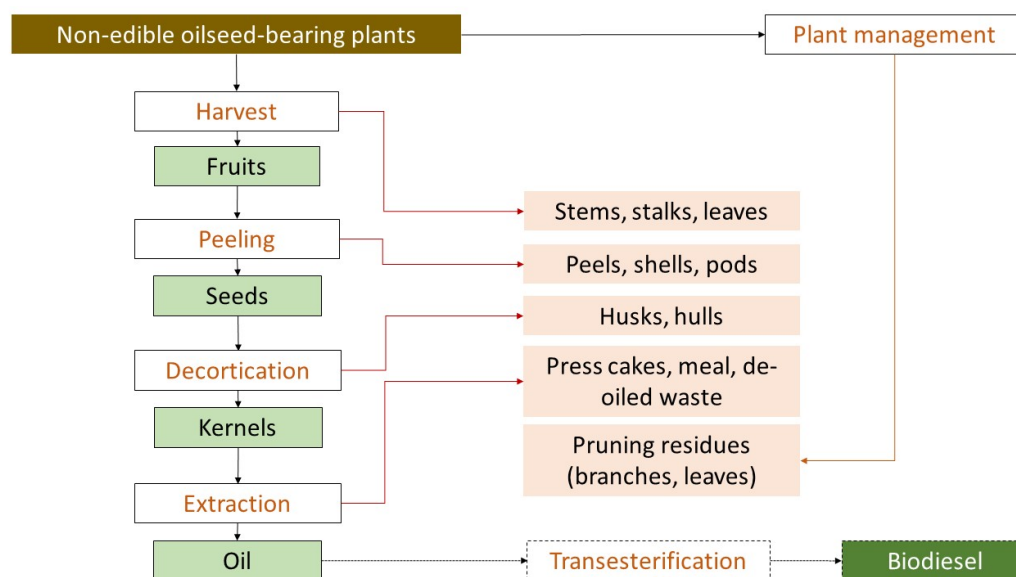 Non-edible oilseed-bearing plants
Plant management
Harvest
Fruits
Stems, stalks, leaves
Peeling
Peels, shells, pods
Seeds
Husks, hulls
Decortication
Press cakes, meal, de-
oiled waste
Kernels
Pruning residues
(branches, leaves)
Extraction
Oil
Transesterification
Biodiesel